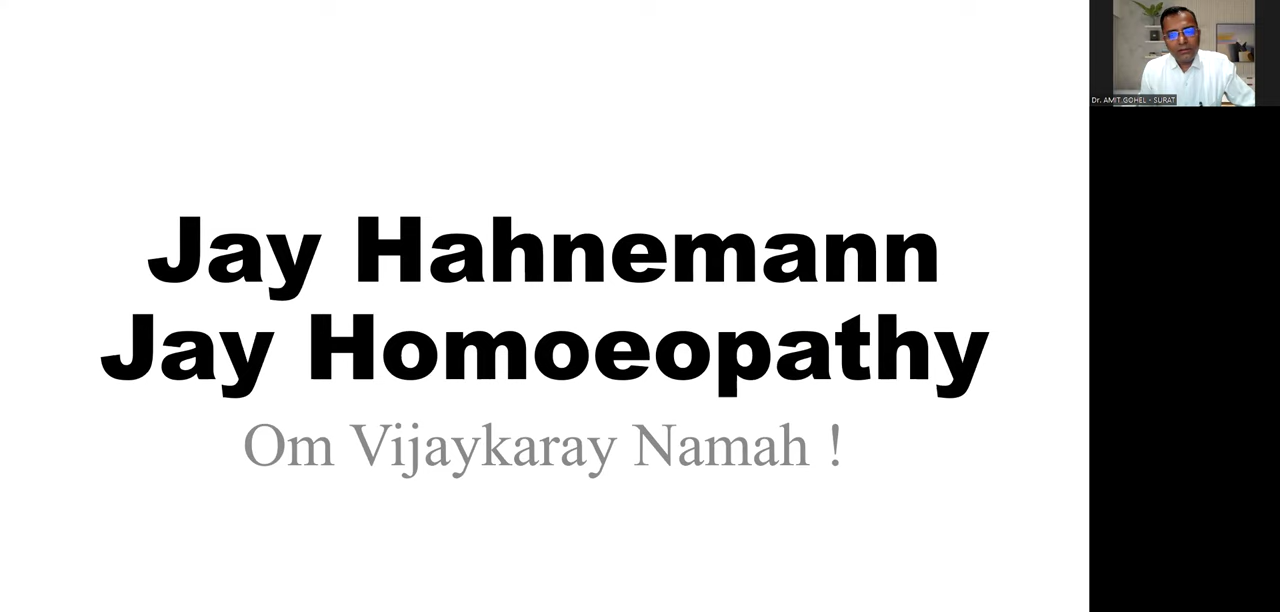 Jay Hahnemann
Jay Homoeopathy
Om Vijaykaray Namah !
Dr. AMIT GOHEL - SURAT